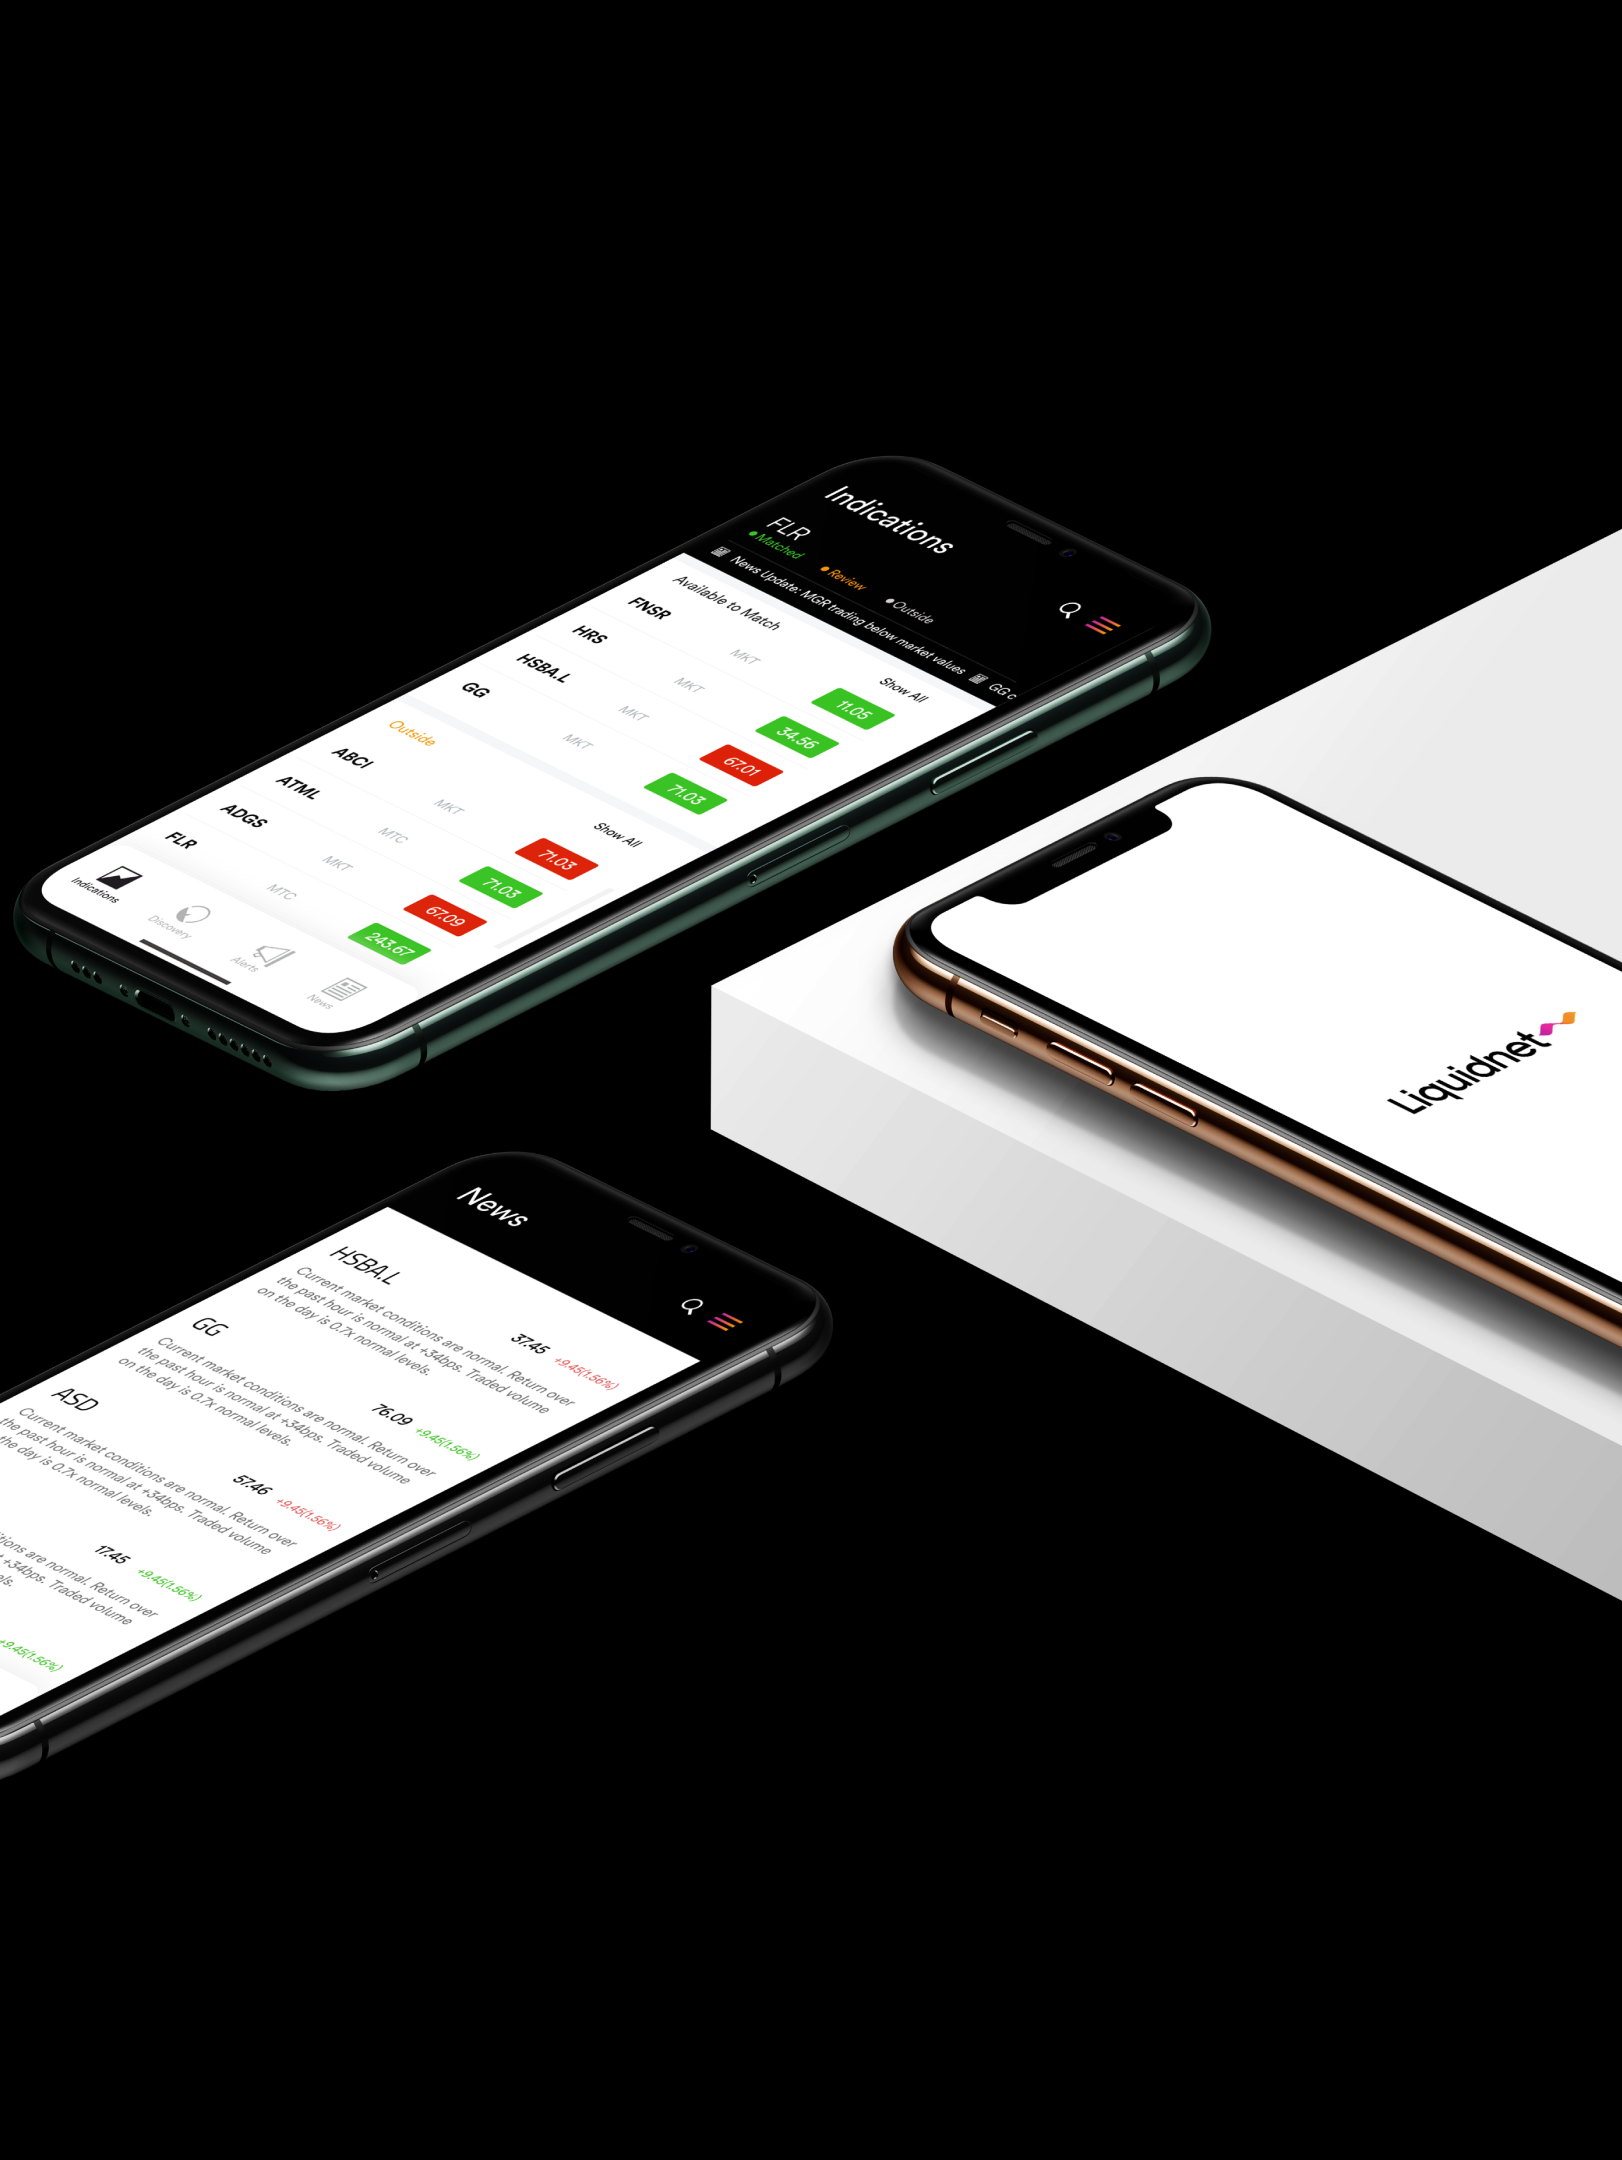 Indications
FLR
Matched
Review
Outside
News Update: MGR trading below market values
GG c
Available to Match
Show All
FNSR MKT 11.05
HRS MKT 34.56
HSBA.L MKT 67.01
GG MKT 71.03
Outside
Show All
ABCI MKT 71.03
ATML MTC 71.03
ADGS MKT 67.09
FLR MTC 243.67
Indications
Discovery
Alerts
News
Liquidnet
News
HSBA.L
37.45 +9.45(1.56%)
Current market conditions are normal. Return over
the past hour is normal at +34bps. Traded volume
on the day is 0.7x normal levels.
GG
76.09 +9.45(1.56%)
Current market conditions are normal. Return over
the past hour is normal at +34bps. Traded volume
on the day is 0.7x normal levels.
ASD
57.46 +9.45(1.56%)
Current market conditions are normal. Return over
the past hour is normal at +34bps. Traded volume
the day is 0.7x normal levels.
17.45 +9.45(1.56%)
are normal. Return over
+34bps. Traded volume
+9.45(1.56%)